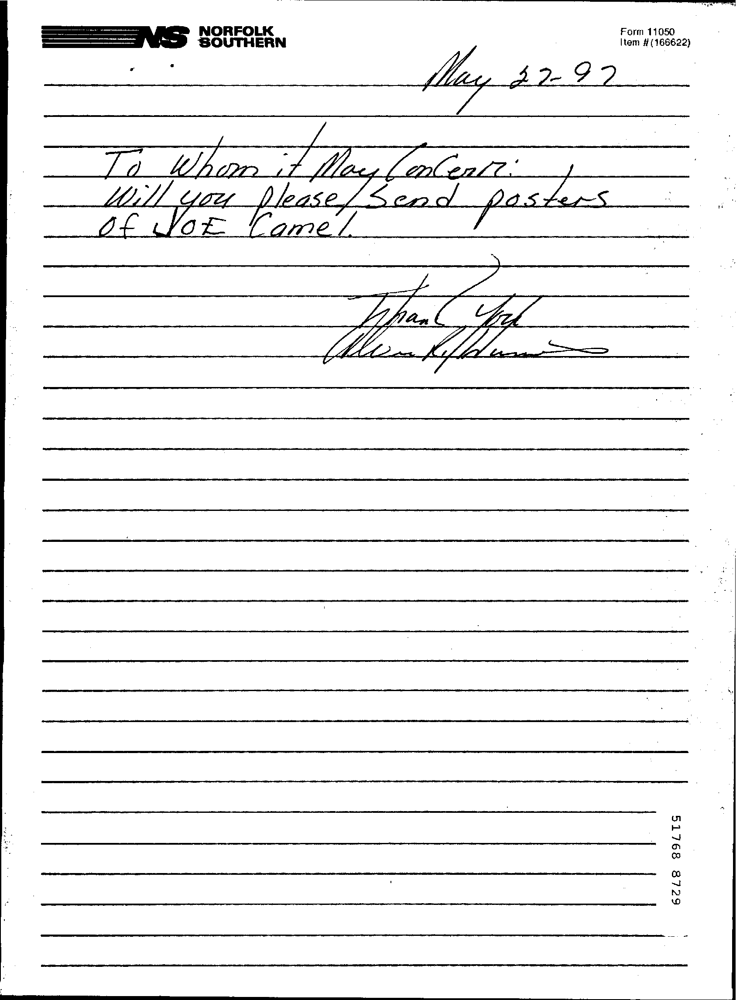 NS NORFOLK SOUTHERN
Form 11050
Item # (166622)
May 27-97
To Whom it May Concern:
Will you please send posters
of JOE Camel.
Thank You
51768 8729